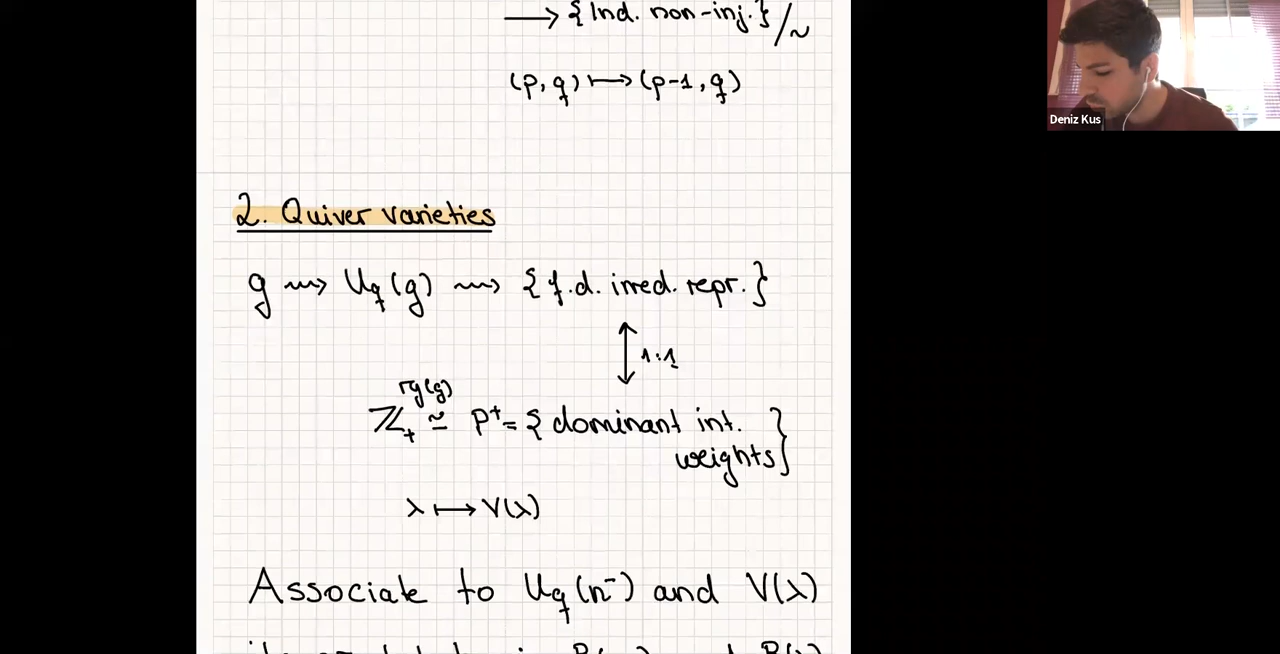 ⟶ {Ind. non-inj.}/~
(p,q) ⟼ (p-1,q)
Deniz Kus
2. Quiver varieties
g ⇝ U_q(g) ⇝ {f.d. irred. repr.}
↕ 1:1
ℤ₊^{rg(g)} ≅ P⁺ = {dominant int.
weights}
λ ⟼ V(λ)
Associate to U_q(n⁻) and V(λ)